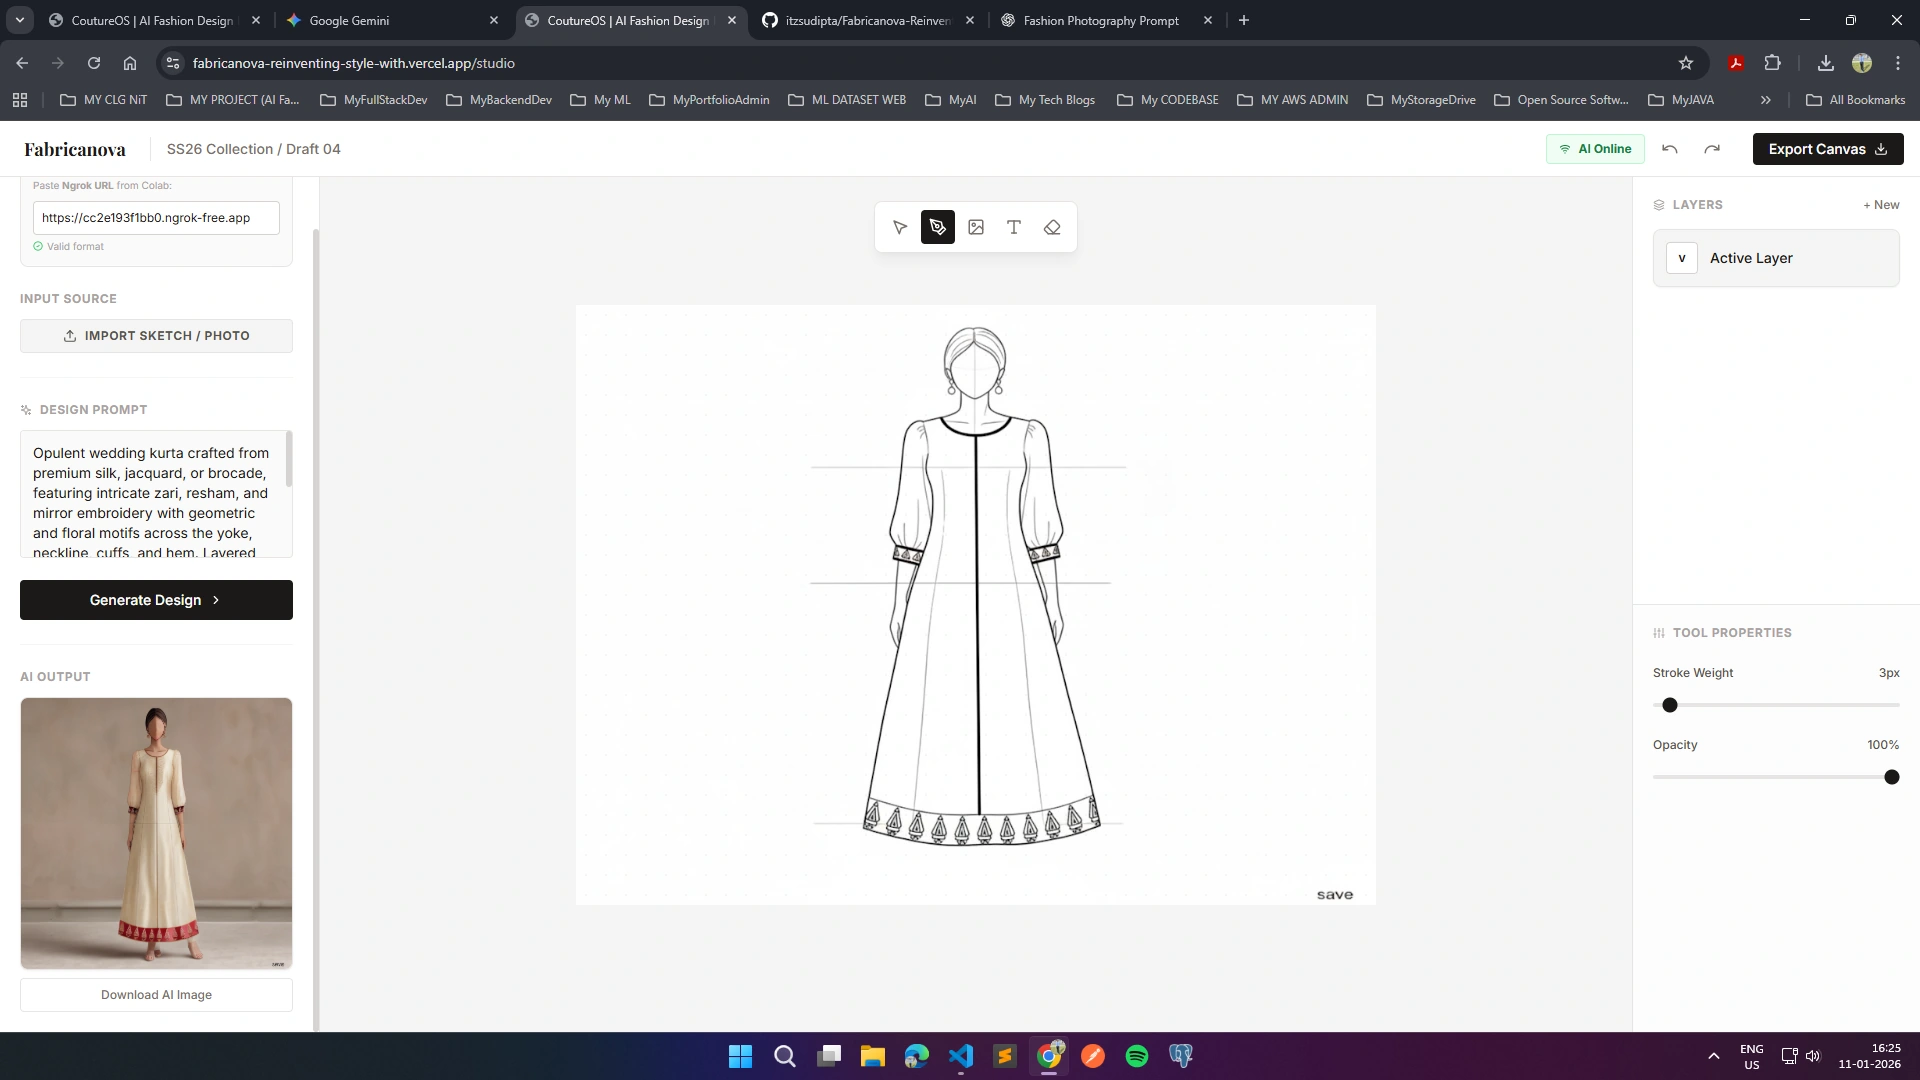 CoutureOS | AI Fashion Design
Google Gemini
CoutureOS | AI Fashion Design
itzsudipta/Fabricanova-Reinven
Fashion Photography Prompt
fabricanova-reinventing-style-with.vercel.app/studio
MY CLG NiT
MY PROJECT (AI Fa...
MyFullStackDev
MyBackendDev
My ML
MyPortfolioAdmin
ML DATASET WEB
MyAI
My Tech Blogs
My CODEBASE
MY AWS ADMIN
MyStorageDrive
Open Source Softw...
MyJAVA
All Bookmarks
Fabricanova
SS26 Collection / Draft 04
AI Online
Export Canvas
Paste Ngrok URL from Colab:
https://cc2e193f1bb0.ngrok-free.app
Valid format
INPUT SOURCE
IMPORT SKETCH / PHOTO
DESIGN PROMPT
Opulent wedding kurta crafted from
premium silk, jacquard, or brocade,
featuring intricate zari, resham, and
mirror embroidery with geometric
and floral motifs across the yoke,
neckline, cuffs, and hem. Layered
Generate Design
AI OUTPUT
Download AI Image
save
LAYERS
+ New
V
Active Layer
TOOL PROPERTIES
Stroke Weight
3px
Opacity
100%
ENG
US
16:25
11-01-2026